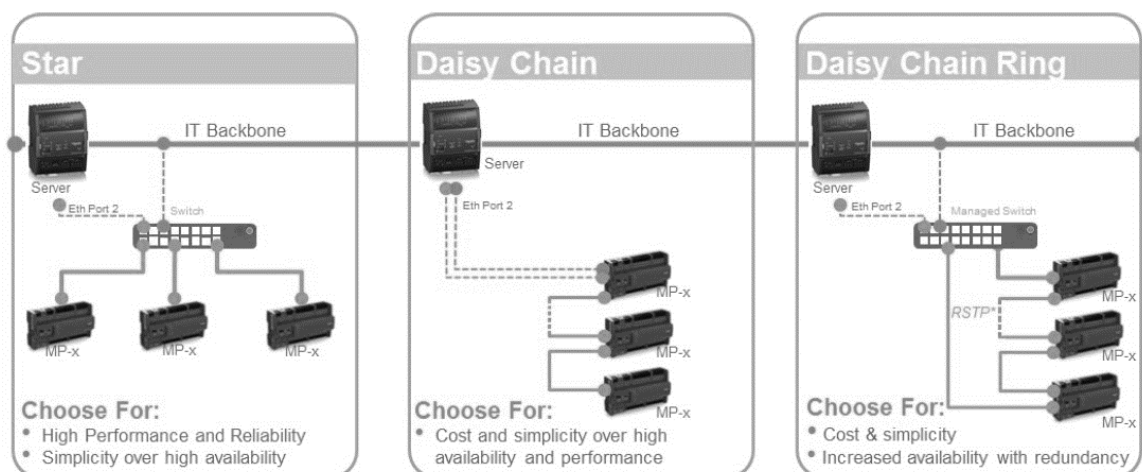 Star
IT Backbone
Server
Eth Port 2
Switch
MP-x
MP-x
MP-x
Choose For:
• High Performance and Reliability
• Simplicity over high availability
Daisy Chain
IT Backbone
Server
Eth Port 2
MP-x
MP-x
MP-x
Choose For:
• Cost and simplicity over high
availability and performance
Daisy Chain Ring
IT Backbone
Server
Eth Port 2
Managed Switch
MP-x
RSTP*
MP-x
MP-x
Choose For:
• Cost & simplicity
• Increased availability with redundancy